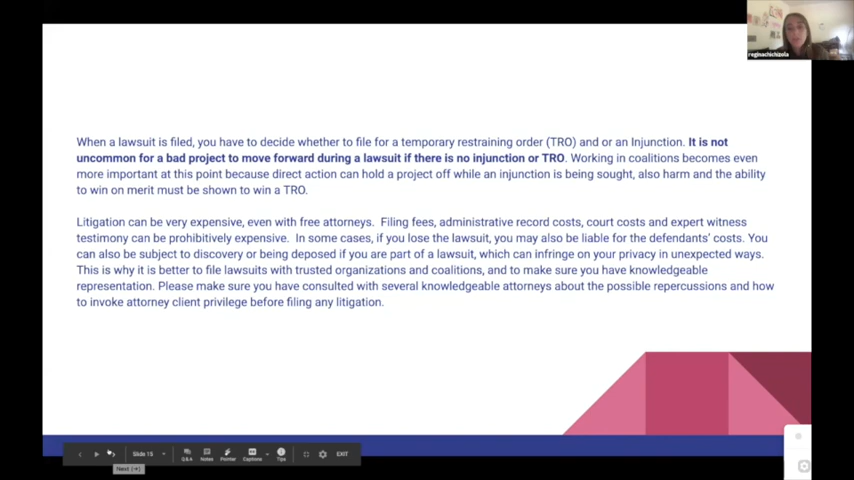 reginachichizola
When a lawsuit is filed, you have to decide whether to file for a temporary restraining order (TRO) and or an Injunction. It is not
uncommon for a bad project to move forward during a lawsuit if there is no injunction or TRO. Working in coalitions becomes even
more important at this point because direct action can hold a project off while an injunction is being sought, also harm and the ability
to win on merit must be shown to win a TRO.
Litigation can be very expensive, even with free attorneys. Filing fees, administrative record costs, court costs and expert witness
testimony can be prohibitively expensive. In some cases, if you lose the lawsuit, you may also be liable for the defendants' costs. You
can also be subject to discovery or being deposed if you are part of a lawsuit, which can infringe on your privacy in unexpected ways.
This is why it is better to file lawsuits with trusted organizations and coalitions, and to make sure you have knowledgeable
representation. Please make sure you have consulted with several knowledgeable attorneys about the possible repercussions and how
to invoke attorney client privilege before filing any litigation.
Slide 15
Q&A Notes Pointer Captions Tips
EXIT
Next (→)